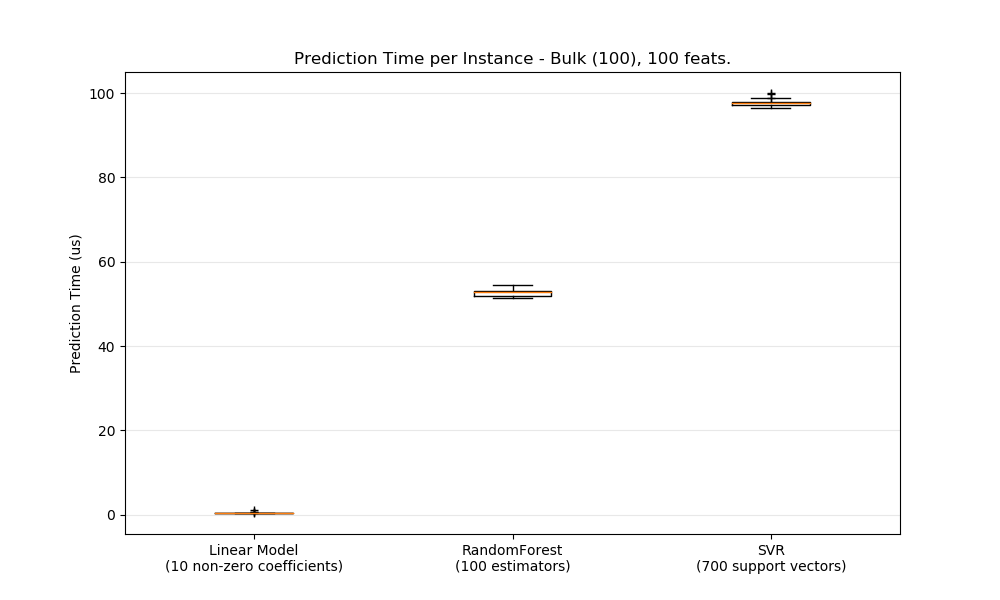 Prediction Time per Instance - Bulk (100), 100 feats.
Prediction Time (us)
100
80
60
40
20
0
Linear Model
(10 non-zero coefficients)
RandomForest
(100 estimators)
SVR
(700 support vectors)